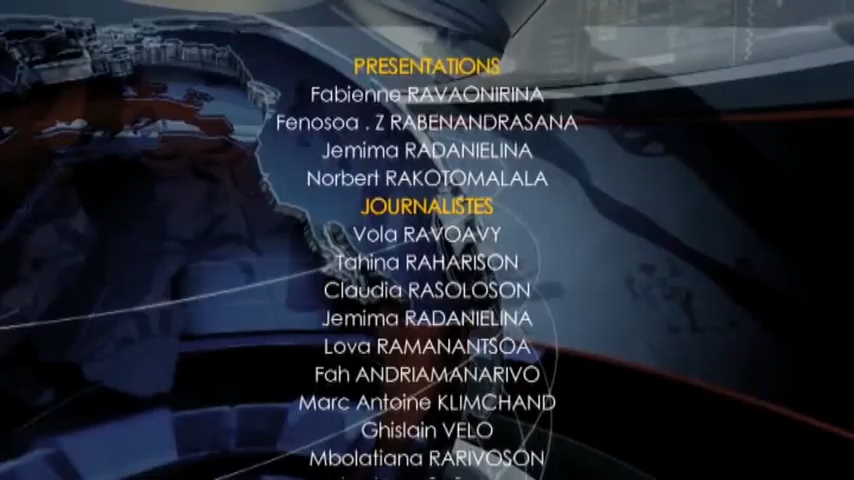 PRESENTATIONS
Fabienne RAVAONIRINA
Fenosoa . Z RABENANDRASANA
Jemima RADANIELINA
Norbert RAKOTOMALALA
JOURNALISTES
Vola RAVOAVY
Tahina RAHARISON
Claudia RASOLOSON
Jemima RADANIELINA
Lova RAMANANTSOA
Fah ANDRIAMANARIVO
Marc Antoine KLIMCHAND
Ghislain VELO
Mbolatiana RARIVOSON